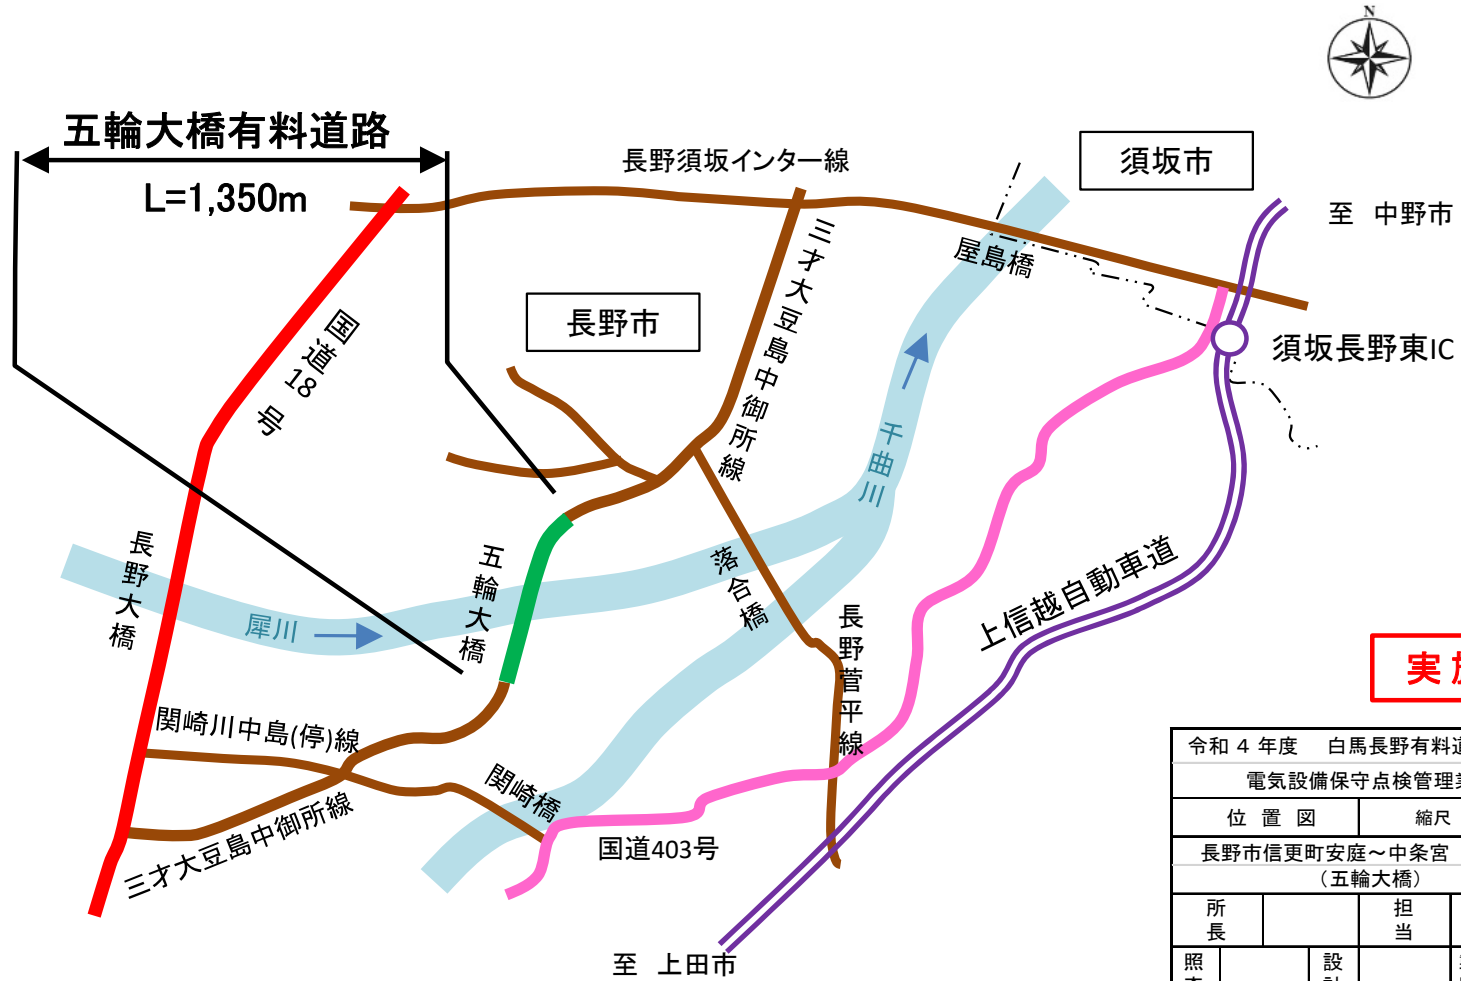 N
五輪大橋有料道路
L=1,350m
長野須坂インター線
須坂市
至 中野市
三才大豆島中御所線
屋島橋
長野市
国道18号
須坂長野東IC
千曲川
長野大橋
五輪大橋
落合橋
犀川
上信越自動車道
長野菅平線
関崎川中島(停)線
関崎橋
三才大豆島中御所線
国道403号
至 上田市
実
令和 4 年度 白馬長野有料道
電気設備保守点検管理業
位 置 図
縮尺
長野市信更町安庭～中条宮
（五輪大橋）
所長
担当
照
設